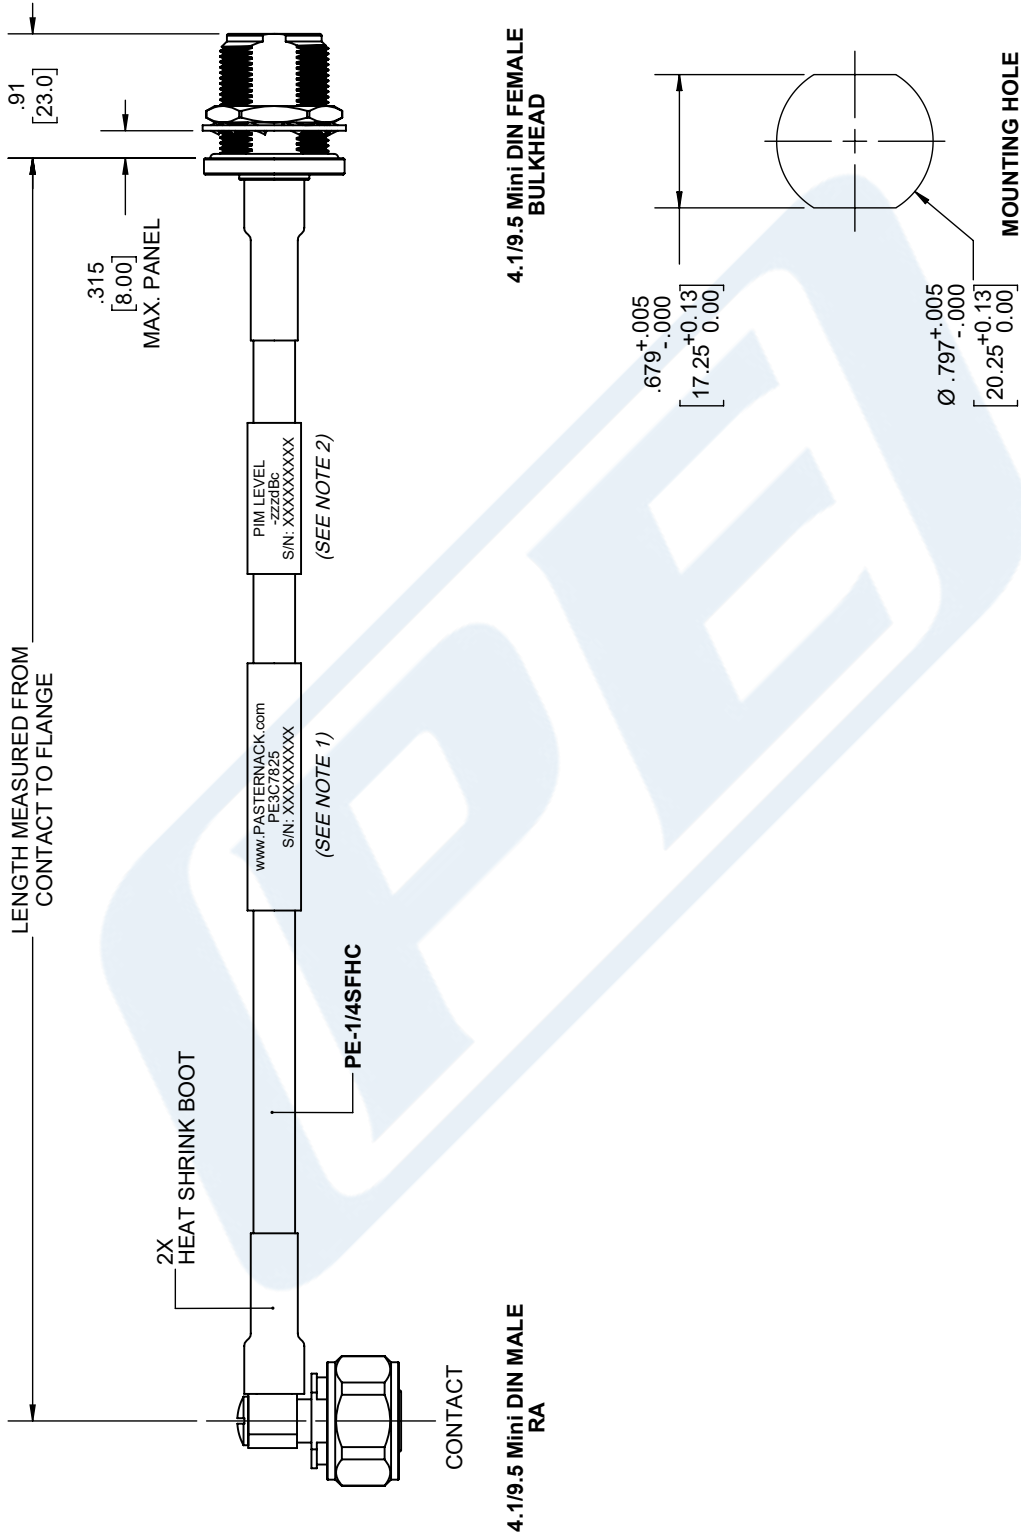 LENGTH MEASURED FROM
CONTACT TO FLANGE
.91
[23.0]
.315
[8.00]
MAX. PANEL
2X
HEAT SHRINK BOOT
www.PASTERNACK.com
PE3C7825
S/N: XXXXXXXXXX
(SEE NOTE 1)
PIM LEVEL
-zzzdBc
S/N: XXXXXXXXXX
(SEE NOTE 2)
PE-1/4SFHC
CONTACT
4.1/9.5 Mini DIN MALE
RA
4.1/9.5 Mini DIN FEMALE
BULKHEAD
.679 +.005
-.000
[17.25 +0.13
0.00]
Ø .797 +.005
-.000
[20.25 +0.13
0.00]
MOUNTING HOLE
PE